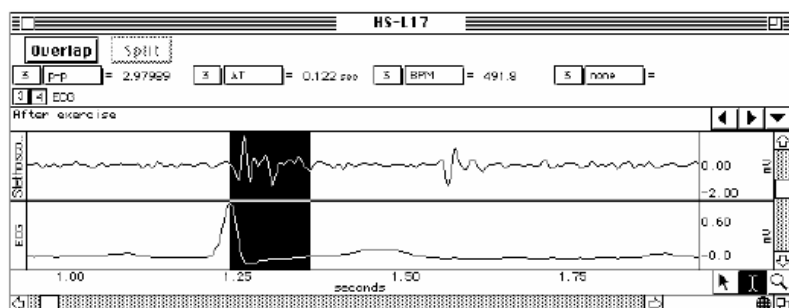 HS-L17
Overlap Split
3 p-p = 2.97989 3 ΔT = 0.122 sec 3 BPM = 491.8 3 none =
3 4 ECG
After exercise
0.00
-2.00
mV
ECG
0.60
-0.0
mV
1.00 1.25 1.50 1.75
seconds